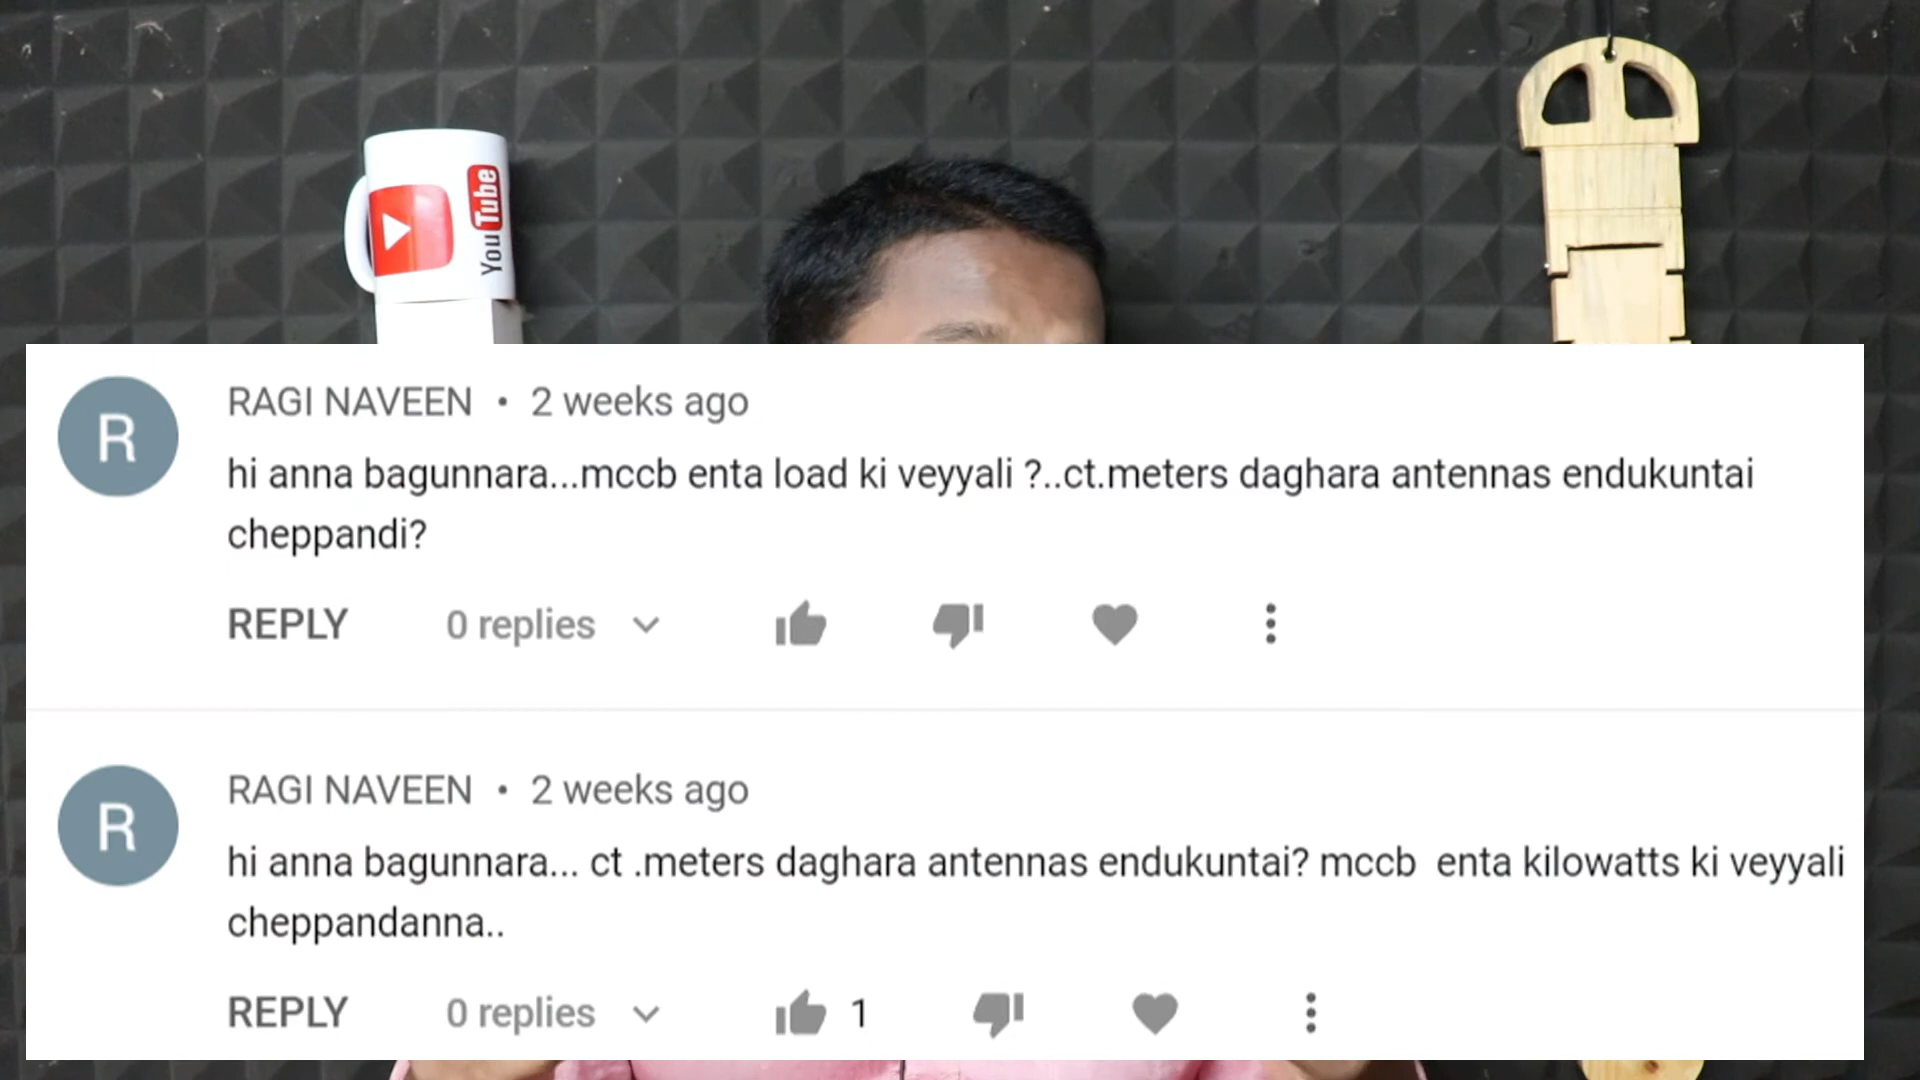 YouTube
R
RAGI NAVEEN • 2 weeks ago
hi anna bagunnara...mccb enta load ki veyyali ?..ct.meters daghara antennas endukuntai
cheppandi?
REPLY 0 replies
R
RAGI NAVEEN • 2 weeks ago
hi anna bagunnara... ct .meters daghara antennas endukuntai? mccb  enta kilowatts ki veyyali
cheppandanna..
REPLY 0 replies 1